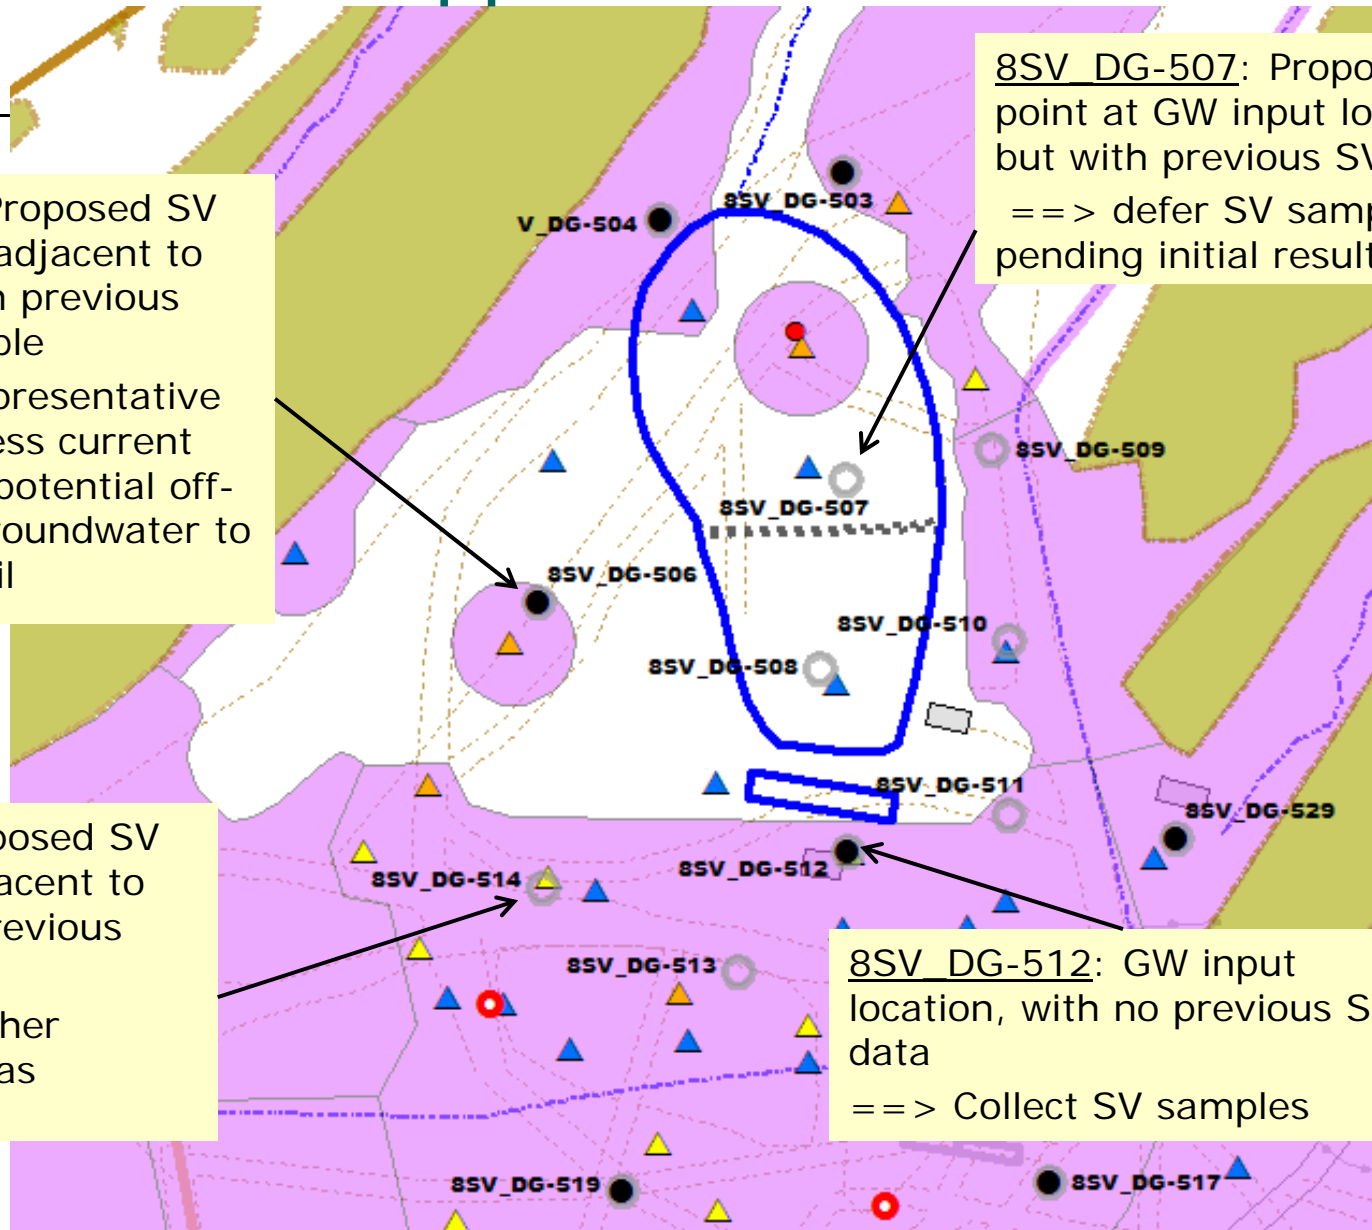 8SV_DG-507: Propo
point at GW input lo
but with previous SV
==> defer SV samp
pending initial result
Proposed SV
adjacent to
n previous
ple
presentative
ess current
potential off-
roundwater to
il
8SV_DG-503
V_DG-504
8SV_DG-509
8SV_DG-507
8SV_DG-506
8SV_DG-510
8SV_DG-508
8SV_DG-511
8SV_DG-529
8SV_DG-512
8SV_DG-514
8SV_DG-513
posed SV
acent to
revious
her
as
8SV_DG-512: GW input
location, with no previous S
data
==> Collect SV samples
8SV_DG-519
8SV_DG-517